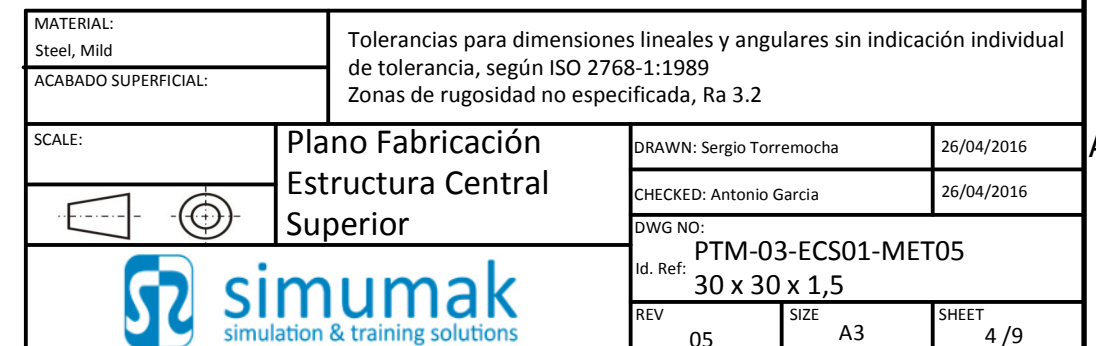 MATERIAL:
Steel, Mild
ACABADO SUPERFICIAL:
Tolerancias para dimensiones lineales y angulares sin indicación individual
de tolerancia, según ISO 2768-1:1989
Zonas de rugosidad no especificada, Ra 3.2
SCALE:
Plano Fabricación
Estructura Central
Superior
DRAWN: Sergio Torremocha
26/04/2016
CHECKED: Antonio Garcia
26/04/2016
DWG NO:
PTM-03-ECS01-MET05
Id. Ref:
30 x 30 x 1,5
simumak
simulation & training solutions
REV
05
SIZE
A3
SHEET
4 /9
A